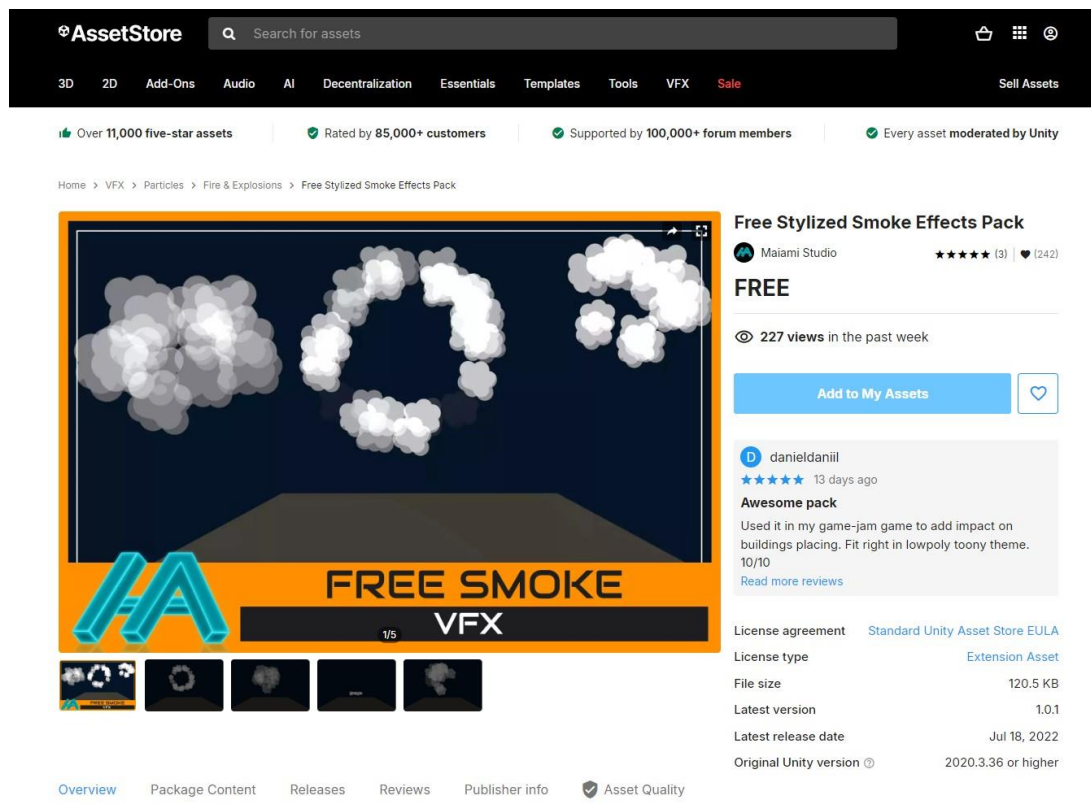 AssetStore
Search for assets
3D 2D Add-Ons Audio AI Decentralization Essentials Templates Tools VFX Sale Sell Assets
Over 11,000 five-star assets Rated by 85,000+ customers Supported by 100,000+ forum members Every asset moderated by Unity
Home > VFX > Particles > Fire & Explosions > Free Stylized Smoke Effects Pack
FREE SMOKE
VFX
1/5
FREE SMOKE
VFX
Free Stylized Smoke Effects Pack
Maiami Studio (3) | (242)
FREE
227 views in the past week
Add to My Assets
D danieldaniil
13 days ago
Awesome pack
Used it in my game-jam game to add impact on
buildings placing. Fit right in lowpoly toony theme.
10/10
Read more reviews
License agreement Standard Unity Asset Store EULA
License type Extension Asset
File size 120.5 KB
Latest version 1.0.1
Latest release date Jul 18, 2022
Original Unity version 2020.3.36 or higher
Overview Package Content Releases Reviews Publisher info Asset Quality